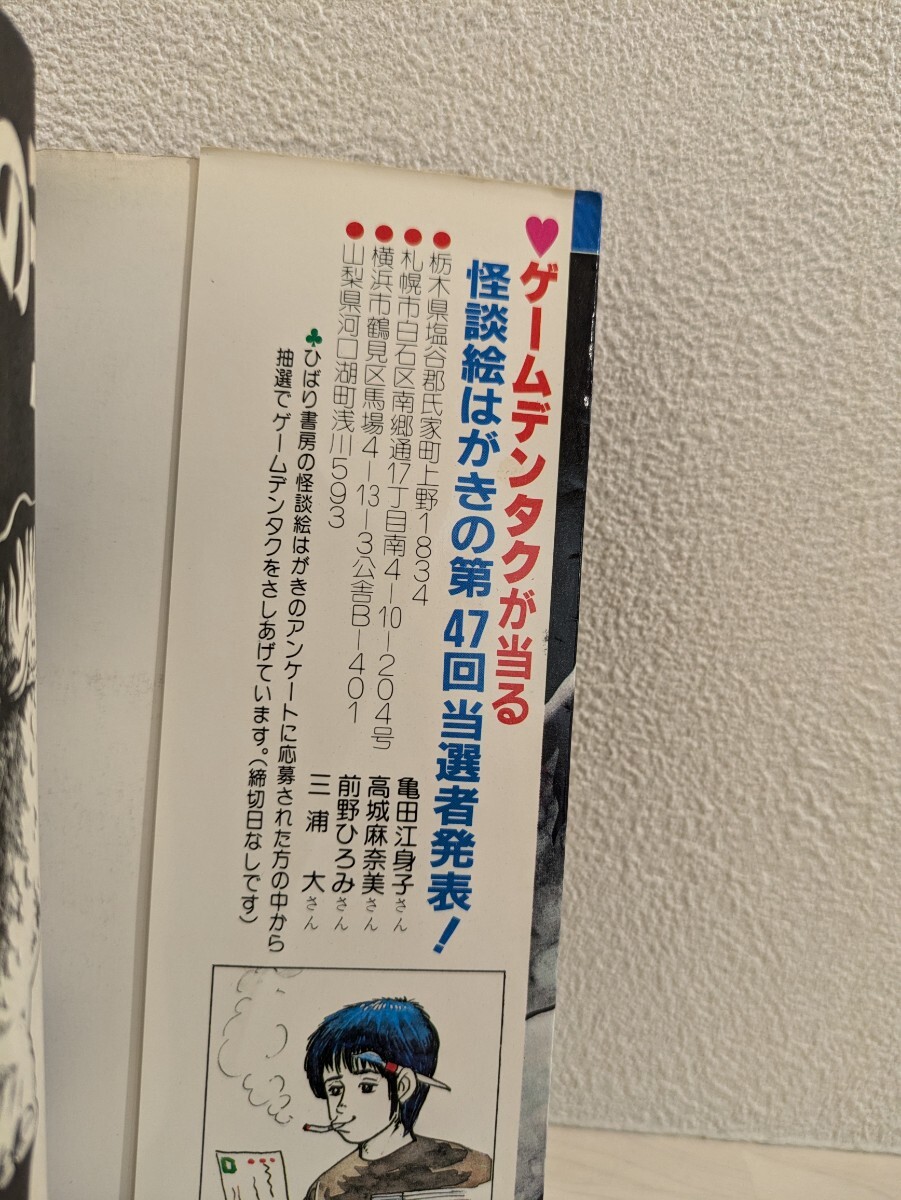 ♥ゲームデンタクが当る
怪談絵はがきの第47回当選者発表!
●栃木県塩谷郡氏家町上野1834
亀田江身子さん
●札幌市白石区南郷通17丁目南4-10-204号
高城麻奈美さん
●横浜市鶴見区馬場4-13-3公舎B-401
前野ひろみさん
●山梨県河口湖町浅川593
三浦大さん
♣ひばり書房の怪談絵はがきのアンケートに応募された方の中から
抽選でゲームデンタクをさしあげています。(締切日なしです)
の